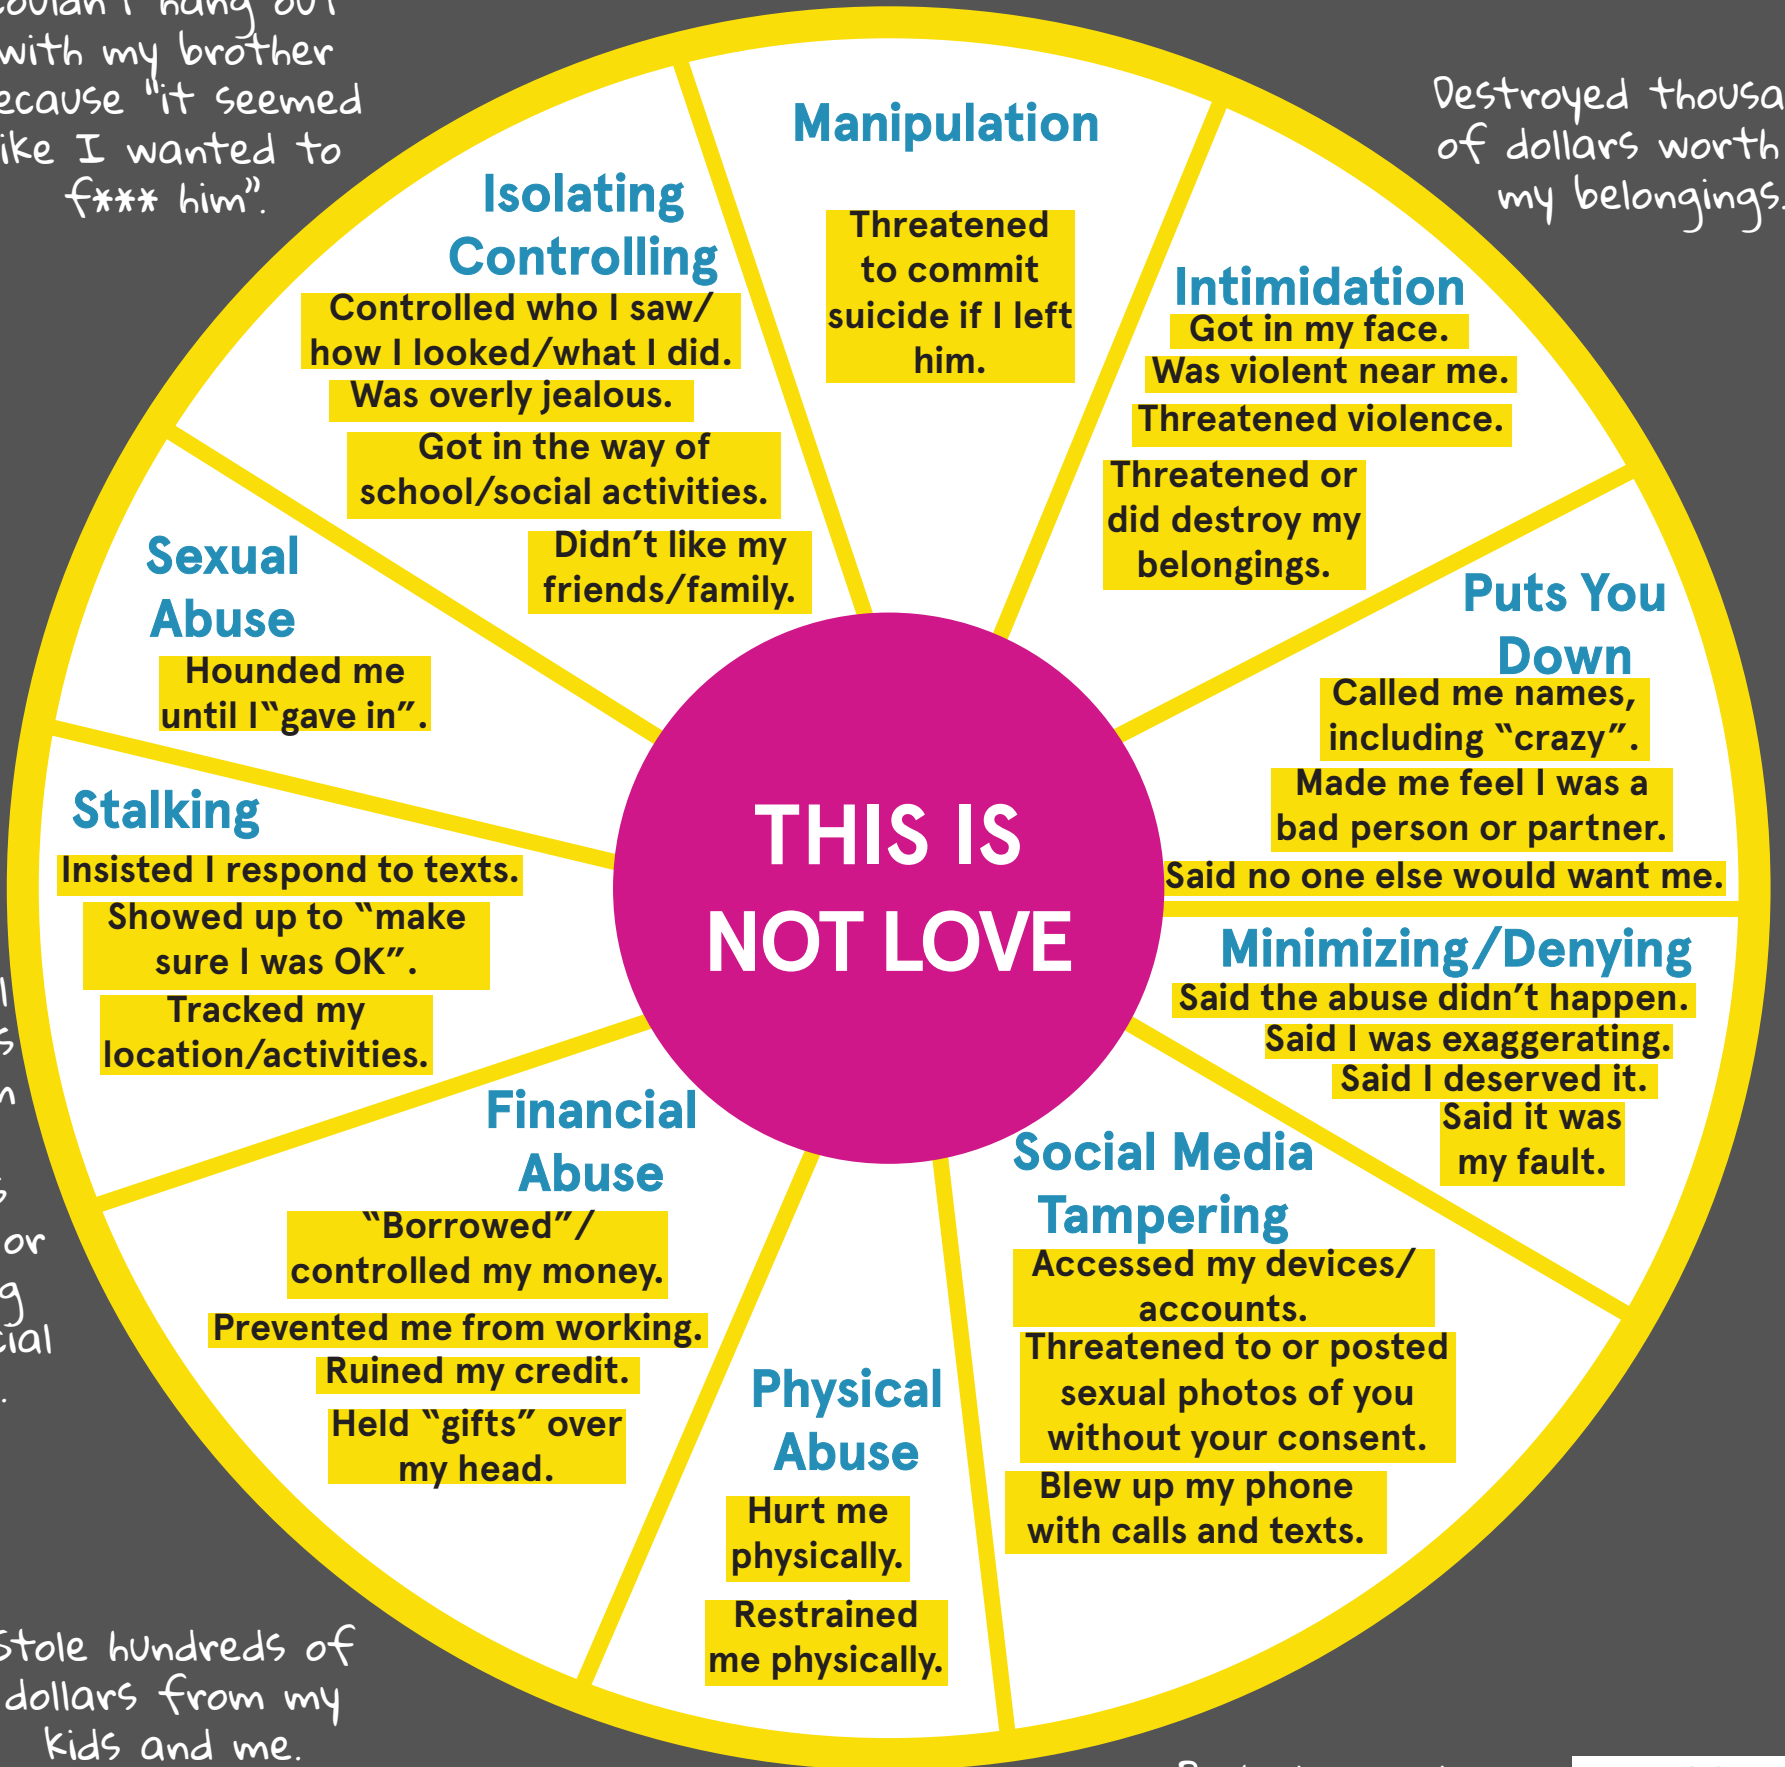 with my brother
"it seemed
I wanted to
f*** him".
Destroyed
of dollars worth
my belongings.
Manipulation
Threatened
to commit
suicide if I left
him.
Isolating
Controlling
Controlled who I saw/
how I looked/what I did.
Was overly jealous.
Got in the way of
school/social activities.
Didn't like my
friends/family.
Intimidation
Got in my face.
Was violent near me.
Threatened violence.
Threatened or
did destroy my
belongings.
Sexual
Abuse
Hounded me
until I“gave in”.
Puts You
Down
Called me names,
including “crazy”.
Made me feel I was a
bad person or partner.
Said no one else would want me.
Stalking
Insisted I respond to texts.
Showed up to “make
sure I was OK”.
Tracked my
location/activities.
THIS IS
NOT LOVE
Minimizing/Denying
Said the abuse didn't happen.
Said I was exaggerating.
Said I deserved it.
Said it was
my fault.
or
Financial
Abuse
“Borrowed”/
controlled my money.
Prevented me from working.
Ruined my credit.
Held “gifts” over
my head.
Social Media
Tampering
Accessed my devices/
accounts.
Threatened to or posted
sexual photos of you
without your consent.
Blew up my phone
with calls and texts.
Physical
Abuse
Hurt me
physically.
Restrained
me physically.
Stole hundreds of
dollars from my
kids and me.